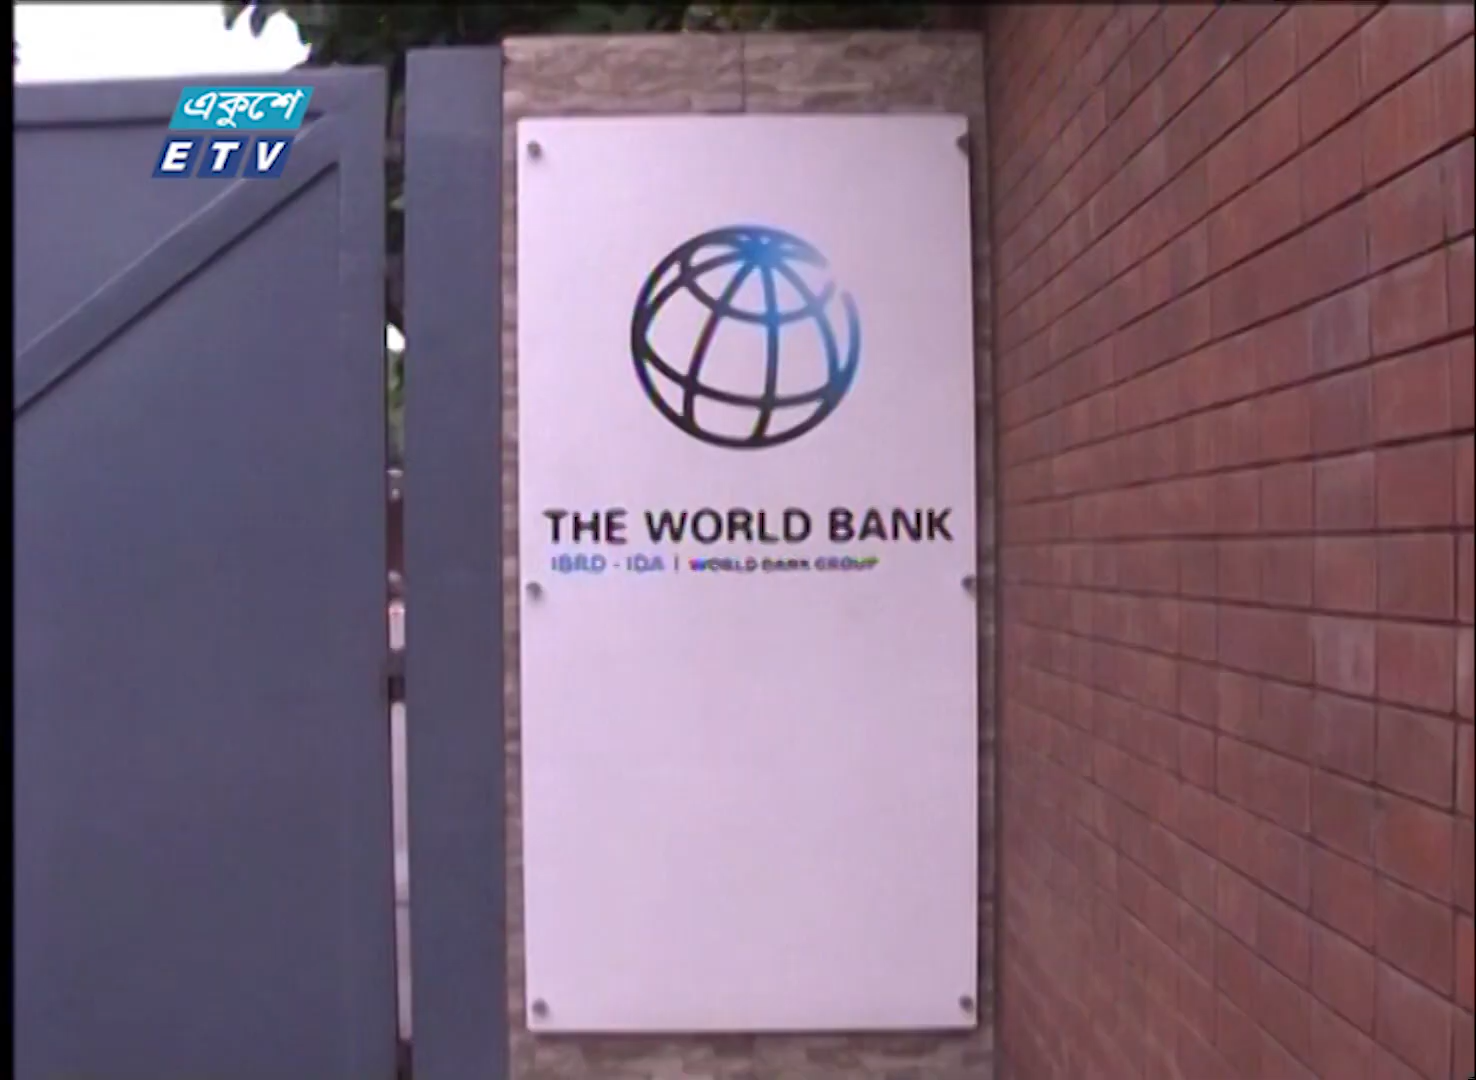 একুশে
ETV
THE WORLD BANK
IBRD - IDA | WORLD BANK GROUP